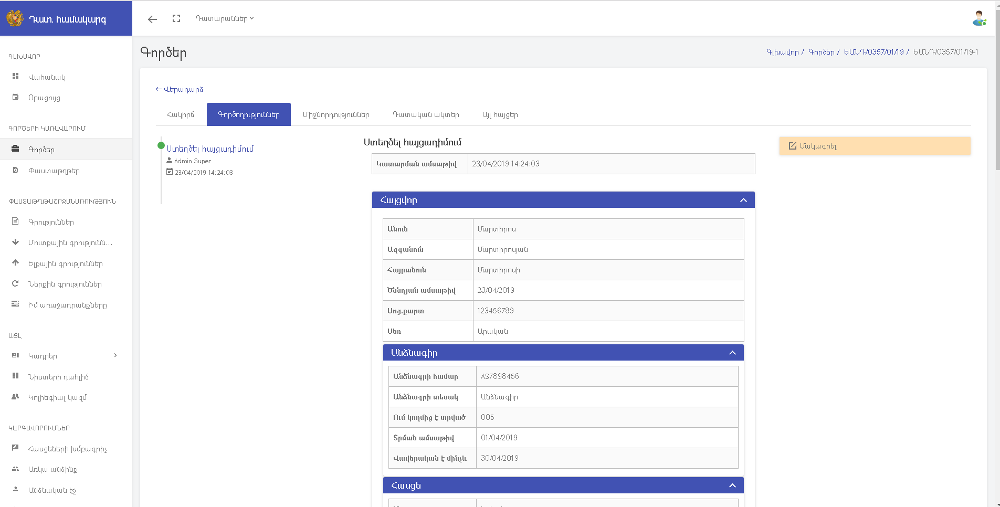 Դատ. համակարգ
Դատարաններ
ԳԼԽԱՎՈՐ
Վահանակ
Օրացույց
ԳՈՐԾԵՐԻ ԿԱՌԱՎԱՐՈՒՄ
Գործեր
Փաստաթղթեր
ՓԱՍՏԱԹՂԹԱՇՐՋԱՆԱՌՈՒԹՅՈՒՆ
Գրություններ
Մուտքային գրությունն...
Ելքային գրություններ
Ներքին գրություններ
Իմ առաջադրանքները
ԱՅԼ
Կադրեր
Նիստերի դահլիճ
Կոլիեգիալ կազմ
ԿԱՐԳԱՎՈՐՈՒՄՆԵՐ
Հասցեների խմբագրիչ
Առկա անձինք
Անձնական էջ
Գործեր
Գլխավոր / Գործեր / ԵԱՆԴ/0357/01/19 / ԵԱՆԴ/0357/01/19-1
← Վերադարձ
Հակիրճ Գործողություններ Միջնորդություններ Դատական ակտեր Այլ հայցեր
Ստեղծել հայցադիմում
Admin Super
23/04/2019 14:24:03
Ստեղծել հայցադիմում
Կատարման ամսաթիվ 23/04/2019 14:24:03
Հայցվոր
Անուն Մարտիրոս
Ազգանուն Մարտիրոսյան
Հայրանուն Մարտիրոսի
Ծննդյան ամսաթիվ 23/04/2019
Սոց.քարտ 123456789
Սեռ Արական
Անձնագիր
Անձնագրի համար AS7898456
Անձնագրի տեսակ Անձնագիր
Ում կողմից է տրված 005
Տրման ամսաթիվ 01/04/2019
Վավերական է մինչև 30/04/2019
Հասցե
Մակագրել